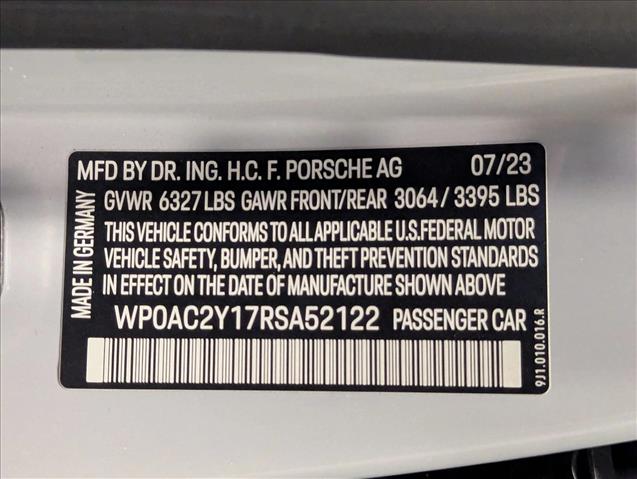 MFD BY DR. ING. H.C. F. PORSCHE AG 07/23
GVWR 6327 LBS GAWR FRONT/REAR 3064 / 3395 LBS
THIS VEHICLE CONFORMS TO ALL APPLICABLE U.S.FEDERAL MOTOR
VEHICLE SAFETY, BUMPER, AND THEFT PREVENTION STANDARDS
IN EFFECT ON THE DATE OF MANUFACTURE SHOWN ABOVE
WP0AC2Y17RSA52122 PASSENGER CAR
MADE IN GERMANY
9J1.010.016.R